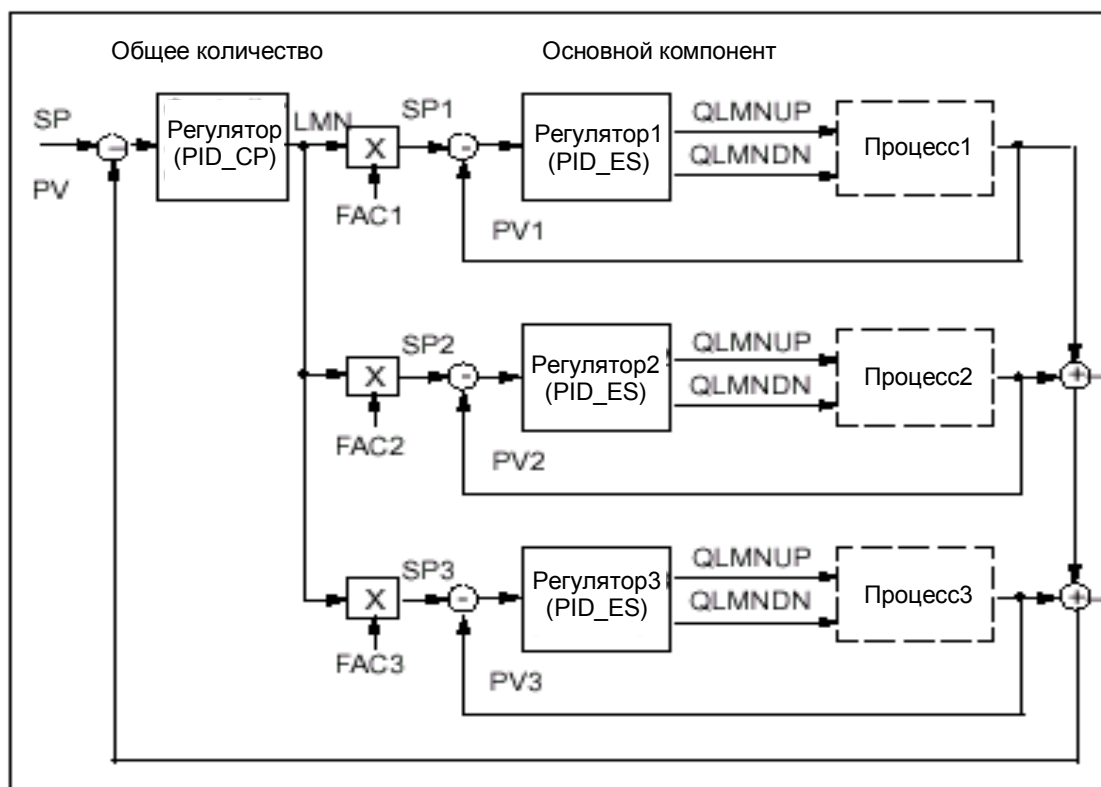 Общее количество
Основной компонент
SP
PV
Регулятор
(PID_CP)
LMN
X
FAC1
SP1
PV1
Регулятор1
(PID_ES)
QLMNUP
QLMNDN
Процесс1
X
FAC2
SP2
PV2
Регулятор2
(PID_ES)
QLMNUP
QLMNDN
Процесс2
X
FAC3
SP3
PV3
Регулятор3
(PID_ES)
QLMNUP
QLMNDN
Процесс3